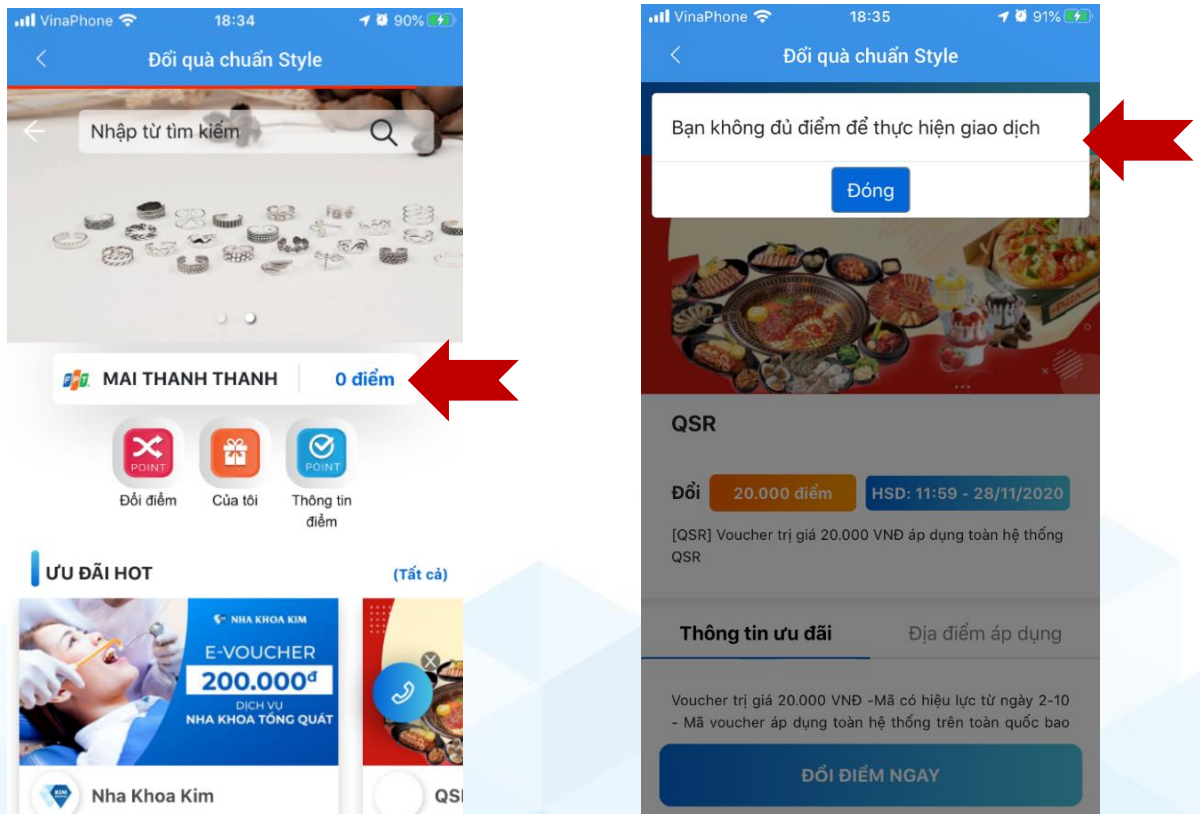 VinaPhone 18:34 90%
Đổi quà chuẩn Style
Nhập từ tìm kiếm
FPT. MAI THANH THANH 0 điểm
POINT POINT
Đổi điểm Của tôi Thông tin
điểm
ƯU ĐÃI HOT (Tất cả)
NHA KHOA KIM
E-VOUCHER
200.000đ
DỊCH VỤ
NHA KHOA TỔNG QUÁT
Nha Khoa Kim QSI
VinaPhone 18:35 91%
Đổi quà chuẩn Style
Bạn không đủ điểm để thực hiện giao dịch
Đóng
QSR
Đổi 20.000 điểm HSD: 11:59 - 28/11/2020
[QSR] Voucher trị giá 20.000 VNĐ áp dụng toàn hệ thống
QSR
Thông tin ưu đãi Địa điểm áp dụng
Voucher trị giá 20.000 VNĐ -Mã có hiệu lực từ ngày 2-10
- Mã voucher áp dụng toàn hệ thống trên toàn quốc bao
ĐỔI ĐIỂM NGAY